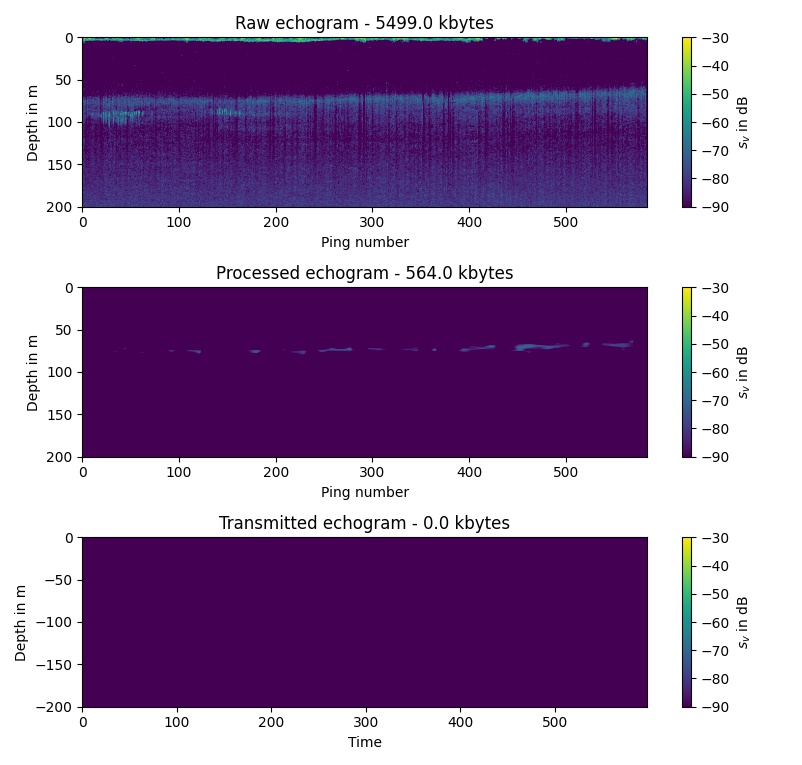 Raw echogram - 5499.0 kbytes
0
50
100
150
200
Depth in m
0 100 200 300 400 500
Ping number
−30
−40
−50
−60
−70
−80
−90
s_v in dB
Processed echogram - 564.0 kbytes
0
50
100
150
200
Depth in m
0 100 200 300 400 500
Ping number
−30
−40
−50
−60
−70
−80
−90
s_v in dB
Transmitted echogram - 0.0 kbytes
0
−50
−100
−150
−200
Depth in m
0 100 200 300 400 500
Time
−30
−40
−50
−60
−70
−80
−90
s_v in dB